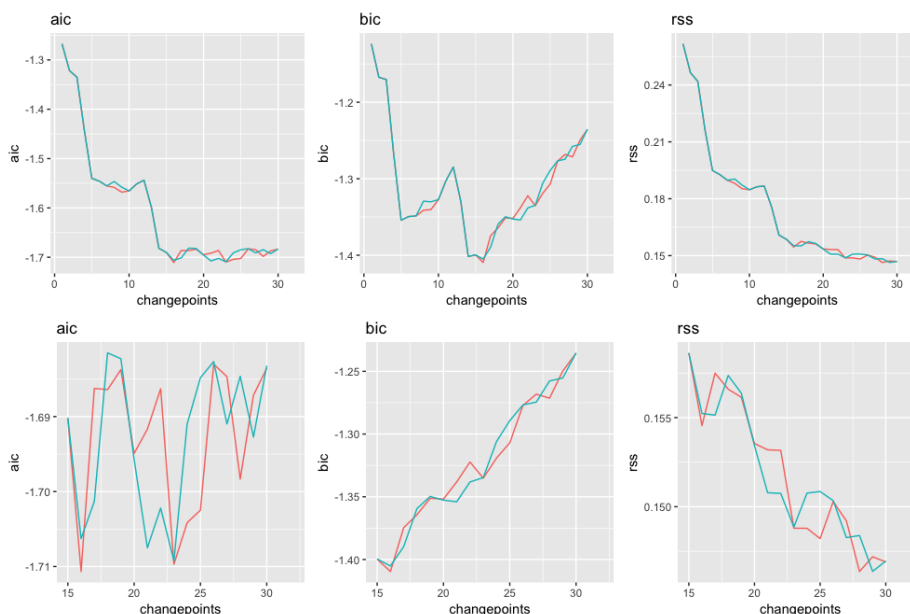 aic
-1.3
-1.4
-1.5
-1.6
-1.7
0
10
20
30
changepoints
aic
bic
-1.2
-1.3
-1.4
0
10
20
30
changepoints
bic
rss
0.24
0.21
0.18
0.15
0
10
20
30
changepoints
rss
aic
-1.69
-1.70
-1.71
15
20
25
30
changepoints
aic
bic
-1.25
-1.30
-1.35
-1.40
15
20
25
30
changepoints
bic
rss
0.155
0.150
15
20
25
30
changepoints
rss